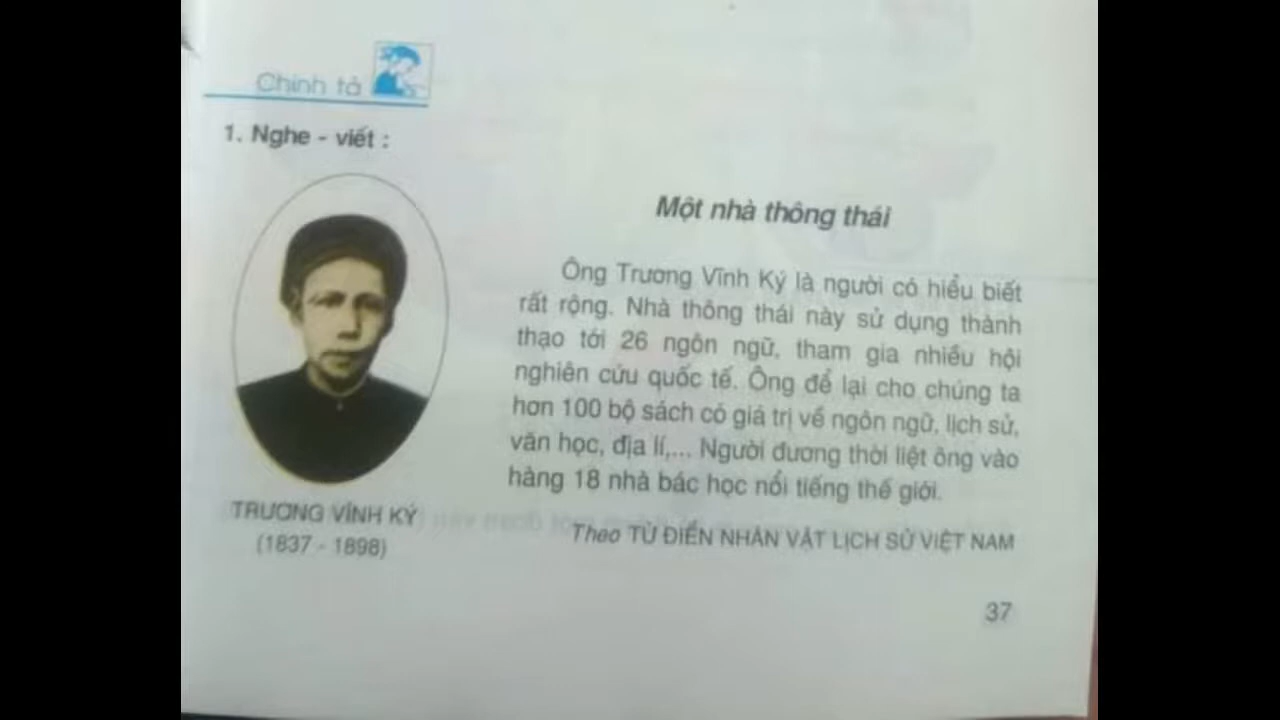 Chính tả
1. Nghe - viết :
Một nhà thông thái
Ông Trương Vĩnh Ký là người có hiểu biết
rất rộng. Nhà thông thái này sử dụng thành
thạo tới 26 ngôn ngữ, tham gia nhiều hội
nghiên cứu quốc tế. Ông để lại cho chúng ta
hơn 100 bộ sách có giá trị về ngôn ngữ, lịch sử,
văn học, địa lí,... Người đương thời liệt ông vào
hàng 18 nhà bác học nổi tiếng thế giới.
Theo TỪ ĐIỂN NHÂN VẬT LỊCH SỬ VIỆT NAM
TRƯƠNG VĨNH KÝ
(1837 - 1898)
37